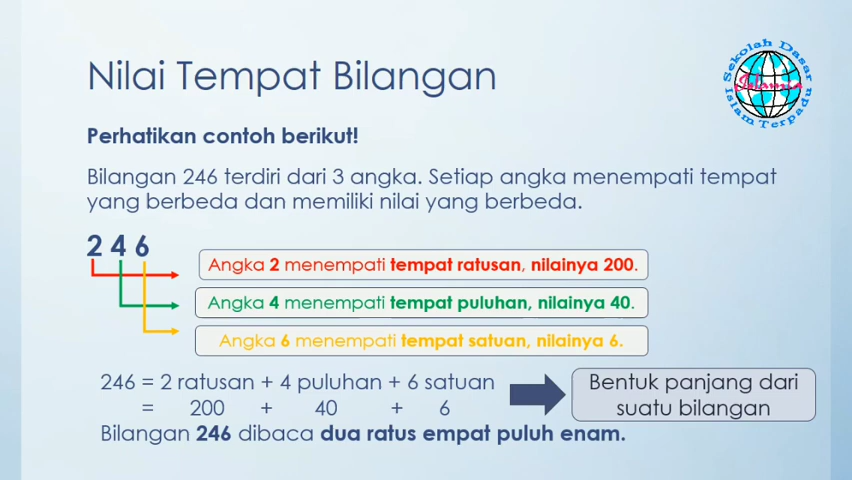 Nilai Tempat Bilangan
Sekolah Dasar
Islamia
Islam Terpadu
Perhatikan contoh berikut!
Bilangan 246 terdiri dari 3 angka. Setiap angka menempati tempat
yang berbeda dan memiliki nilai yang berbeda.
2 4 6
Angka 2 menempati tempat ratusan, nilainya 200.
Angka 4 menempati tempat puluhan, nilainya 40.
Angka 6 menempati tempat satuan, nilainya 6.
246 = 2 ratusan + 4 puluhan + 6 satuan
= 200 + 40 + 6
Bentuk panjang dari
suatu bilangan
Bilangan 246 dibaca dua ratus empat puluh enam.